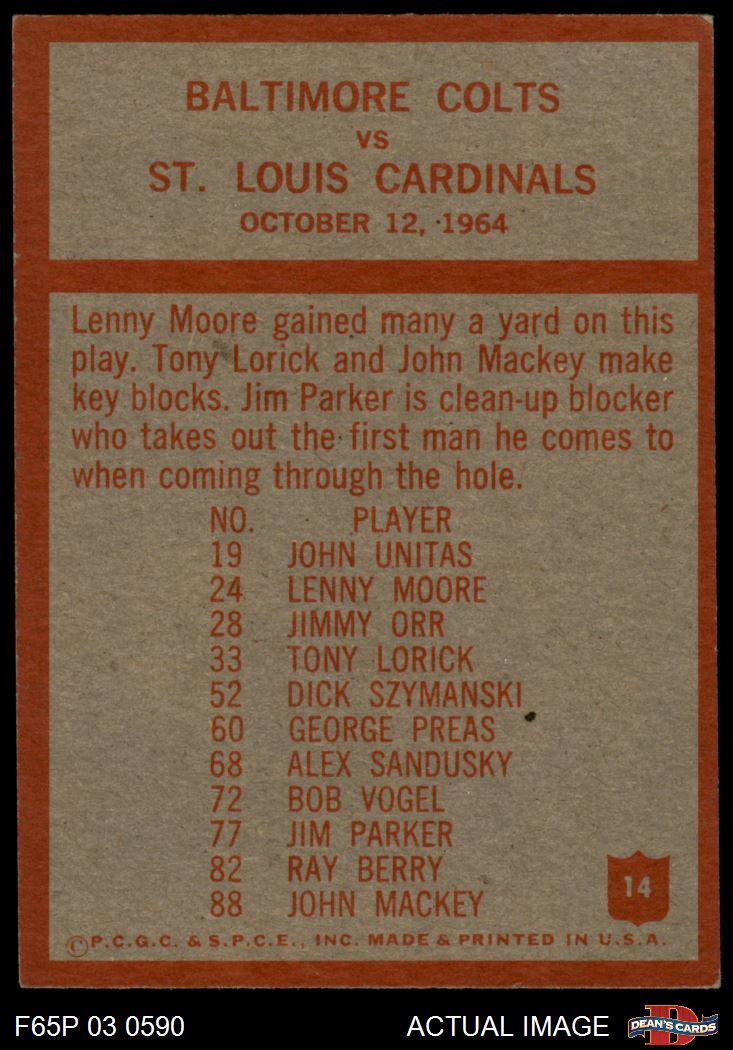 BALTIMORE COLTS
VS
ST. LOUIS CARDINALS
OCTOBER 12, 1964
Lenny Moore gained many a yard on this
play. Tony Lorick and John Mackey make
key blocks. Jim Parker is clean-up blocker
who takes out the first man he comes to
when coming through the hole.
NO. PLAYER
19 JOHN UNITAS
24 LENNY MOORE
28 JIMMY ORR
33 TONY LORICK
52 DICK SZYMANSKI
60 GEORGE PREAS
68 ALEX SANDUSKY
72 BOB VOGEL
77 JIM PARKER
82 RAY BERRY
88 JOHN MACKEY
14
©P.C.G.C. & S.P.C.E., INC. MADE & PRINTED IN U.S.A.
F65P 03 0590 ACTUAL IMAGE DEAN'S CARDS